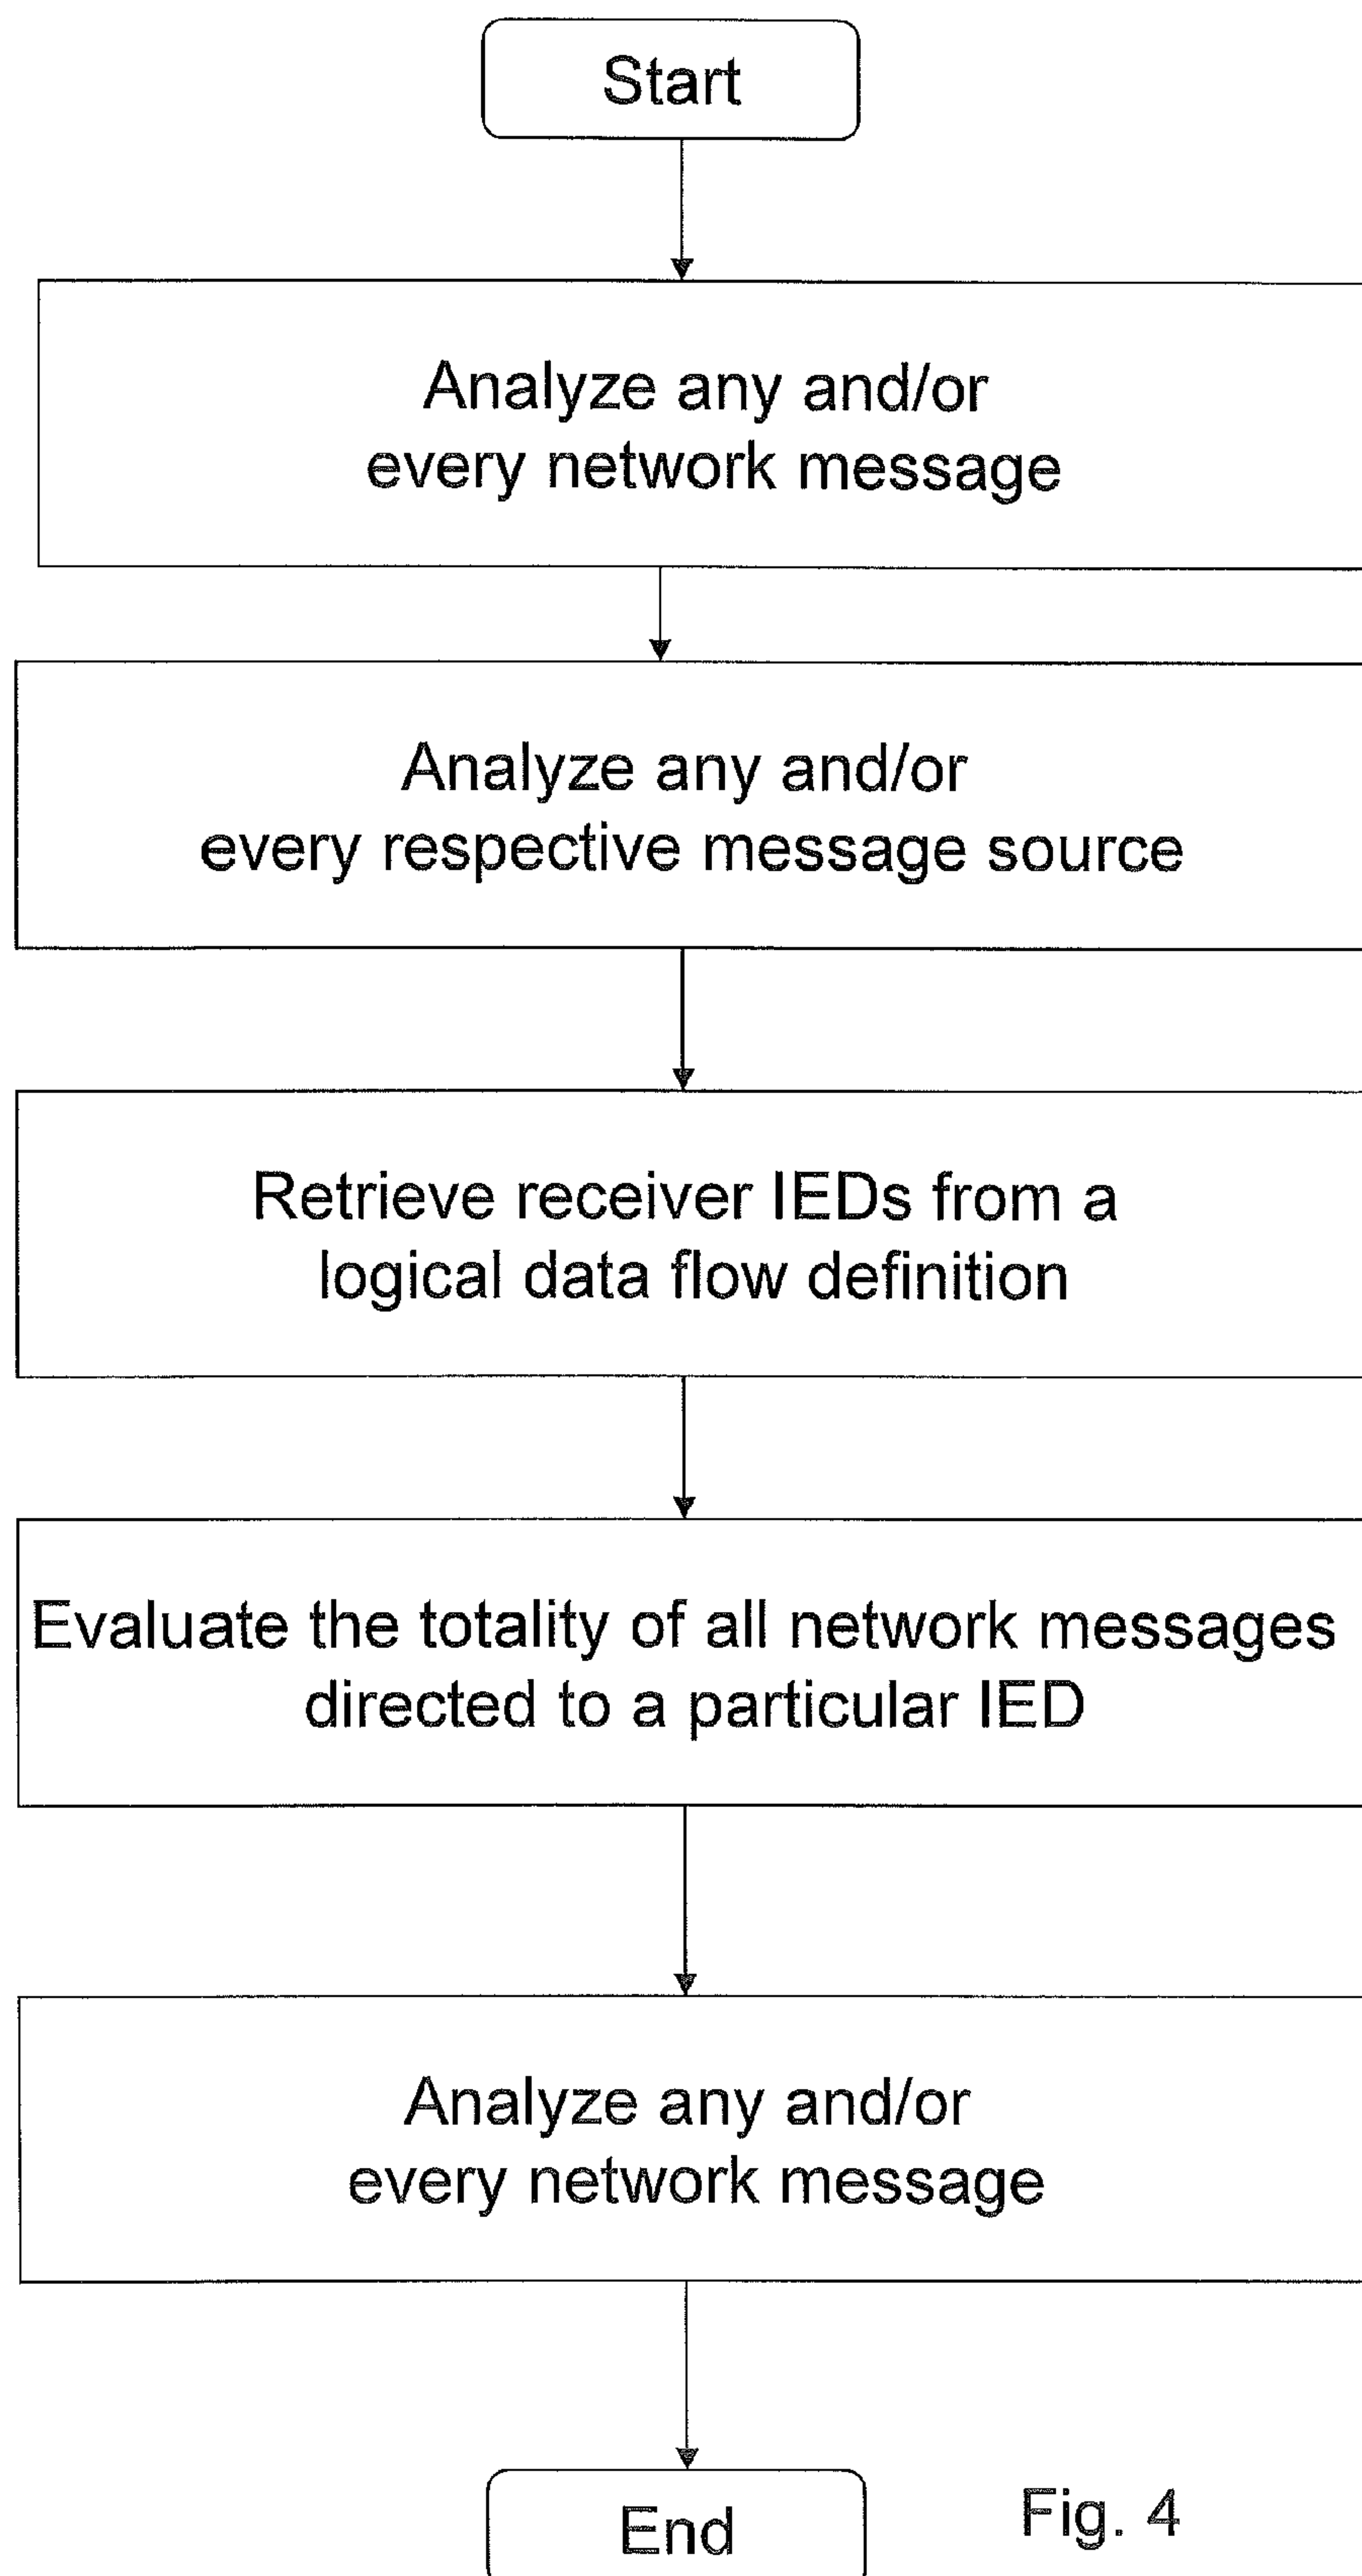 Start
Analyze any and/or
every network message
Analyze any and/or
every respective message source
Retrieve receiver IEDs from a
logical data flow definition
Evaluate the totality of all network messages
directed to a particular IED
Analyze any and/or
every network message
End
Fig. 4